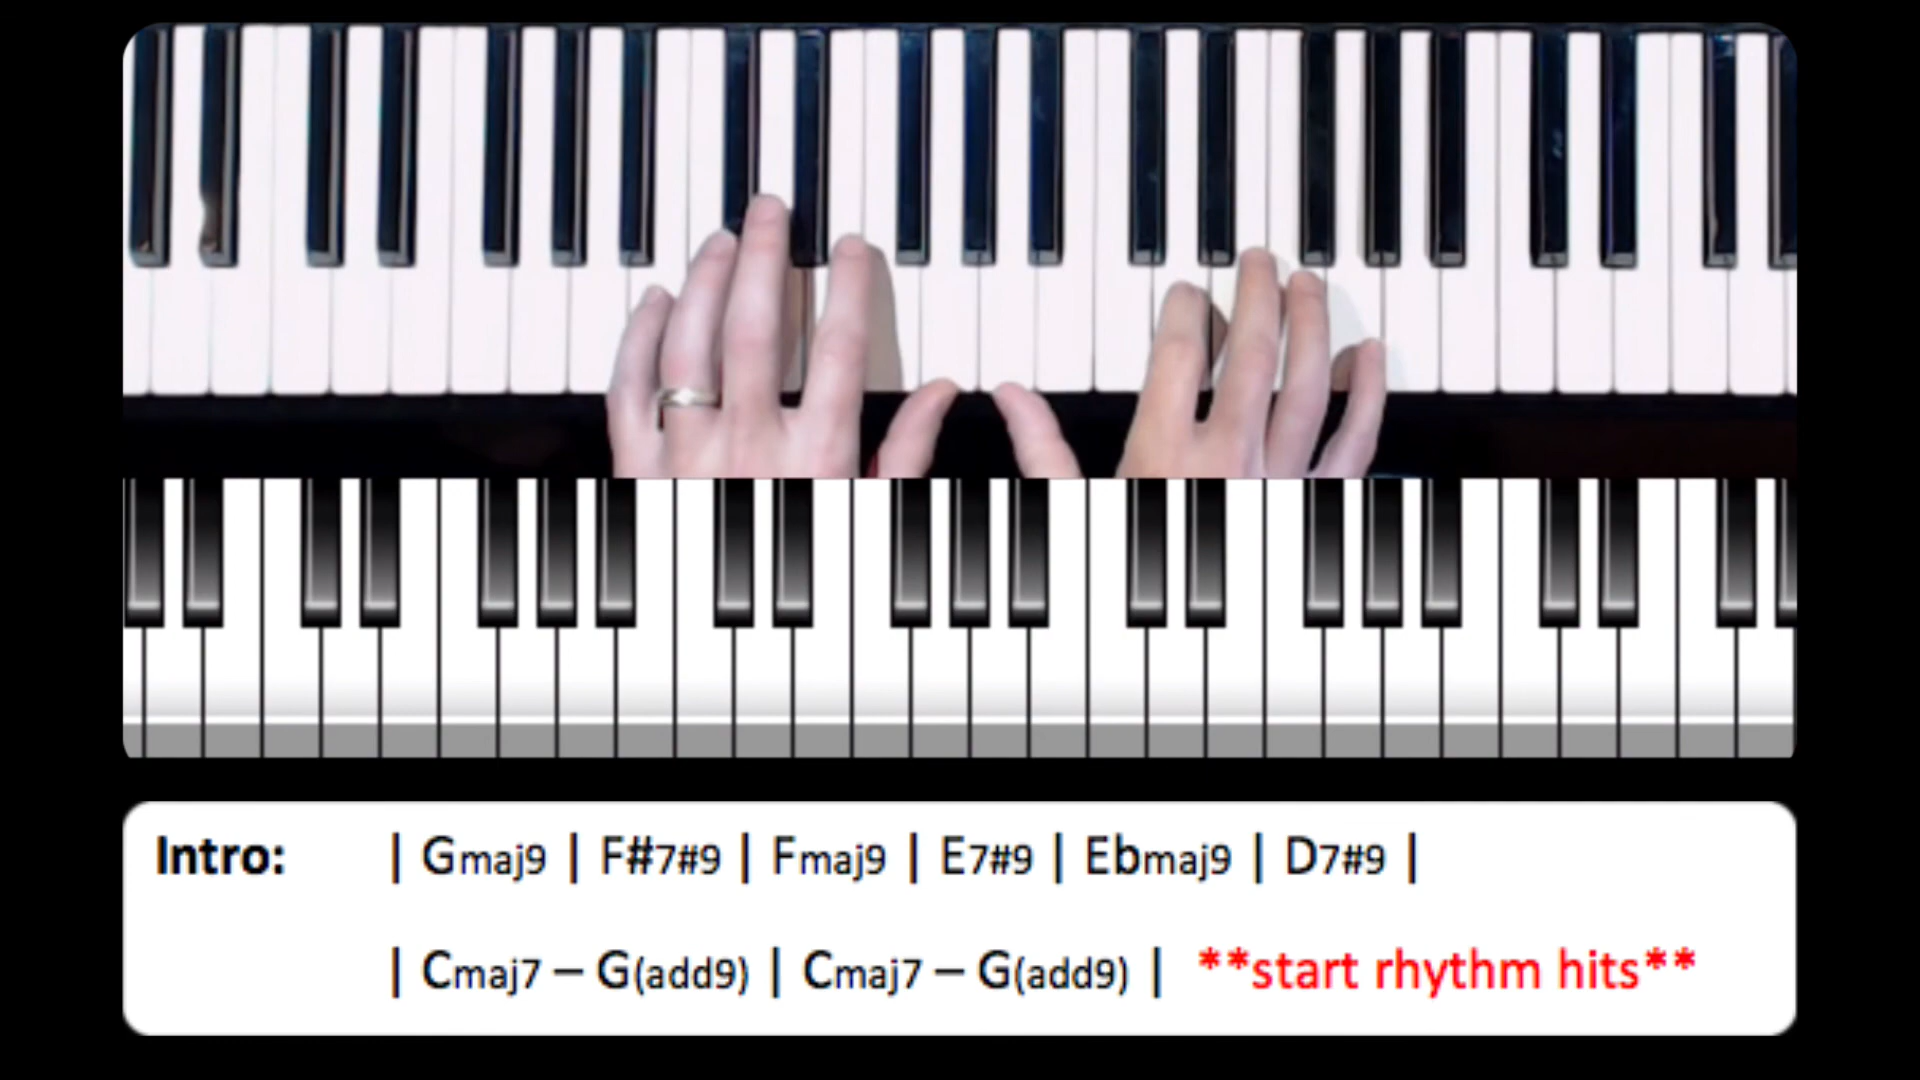 Intro: | Gmaj9 | F#7#9 | Fmaj9 | E7#9 | Ebmaj9 | D7#9 |
| Cmaj7 – G(add9) | Cmaj7 – G(add9) | **start rhythm hits**